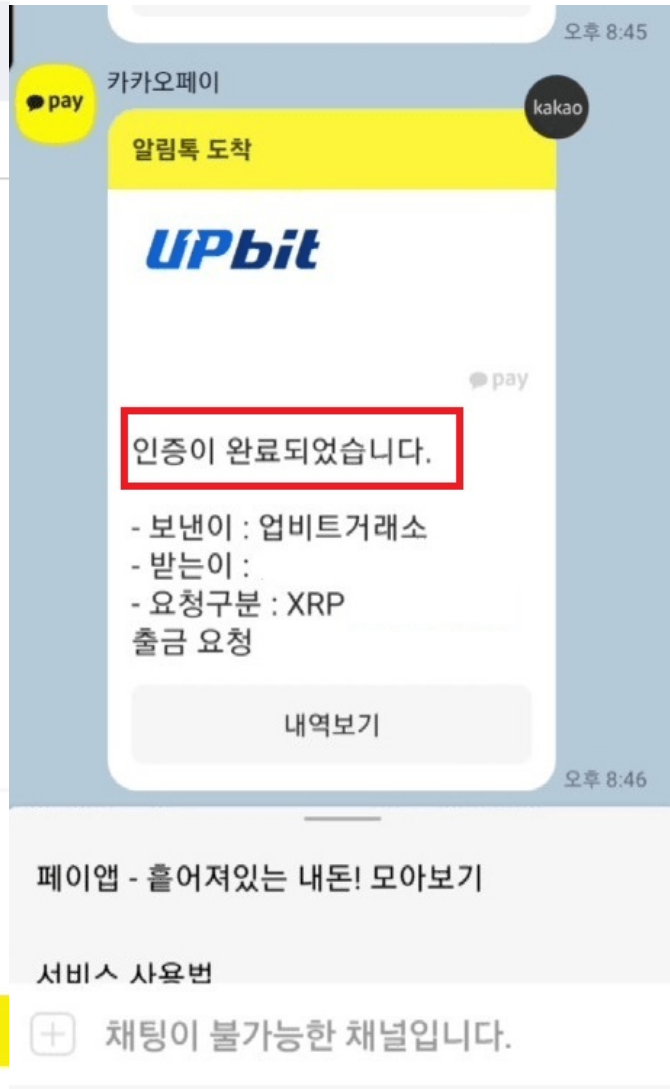 오후 8:45
pay
카카오페이
kakao
알림톡 도착
UPbit
pay
인증이 완료되었습니다.
- 보낸이 : 업비트거래소
- 받는이 :
- 요청구분 : XRP
출금 요청
내역보기
오후 8:46
페이앱 - 흩어져있는 내돈! 모아보기
서비스 사용법
채팅이 불가능한 채널입니다.